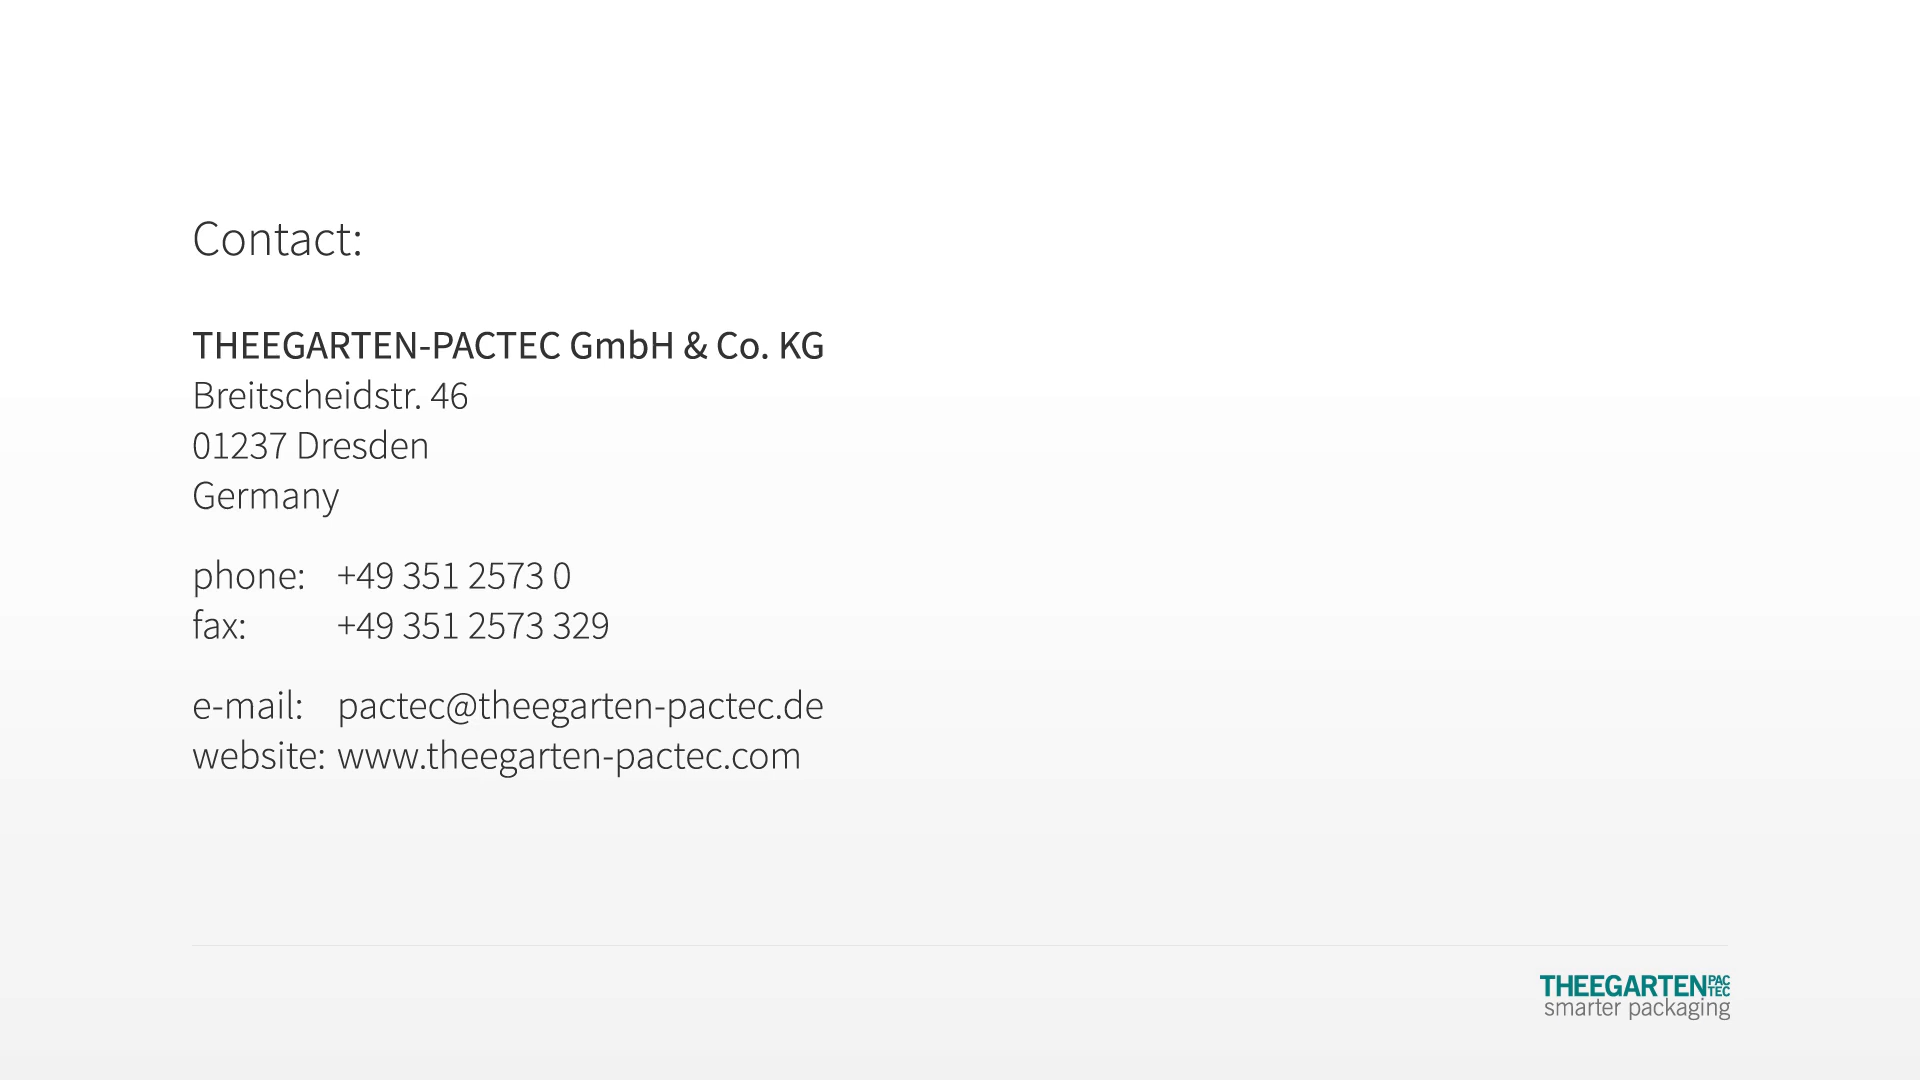 Contact:
THEEGARTEN-PACTEC GmbH & Co. KG
Breitscheidstr. 46
01237 Dresden
Germany
phone: +49 351 2573 0
fax: +49 351 2573 329
e-mail: pactec@theegarten-pactec.de
website: www.theegarten-pactec.com
THEEGARTEN PAC TEC
smarter packaging